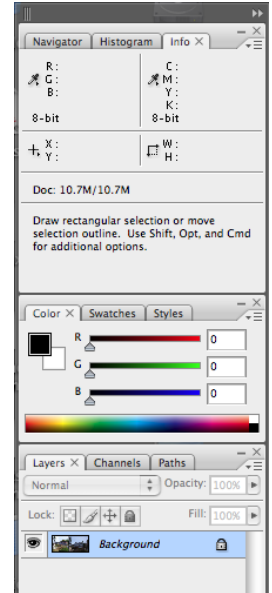 Navigator Histogram Info ×
R: C:
G: M:
B: Y:
K:
8-bit 8-bit
X: W:
Y: H:
Doc: 10.7M/10.7M
Draw rectangular selection or move
selection outline. Use Shift, Opt, and Cmd
for additional options.
Color × Swatches Styles
R 0
G 0
B 0
Layers × Channels Paths
Normal Opacity: 100%
Lock: Fill: 100%
Background